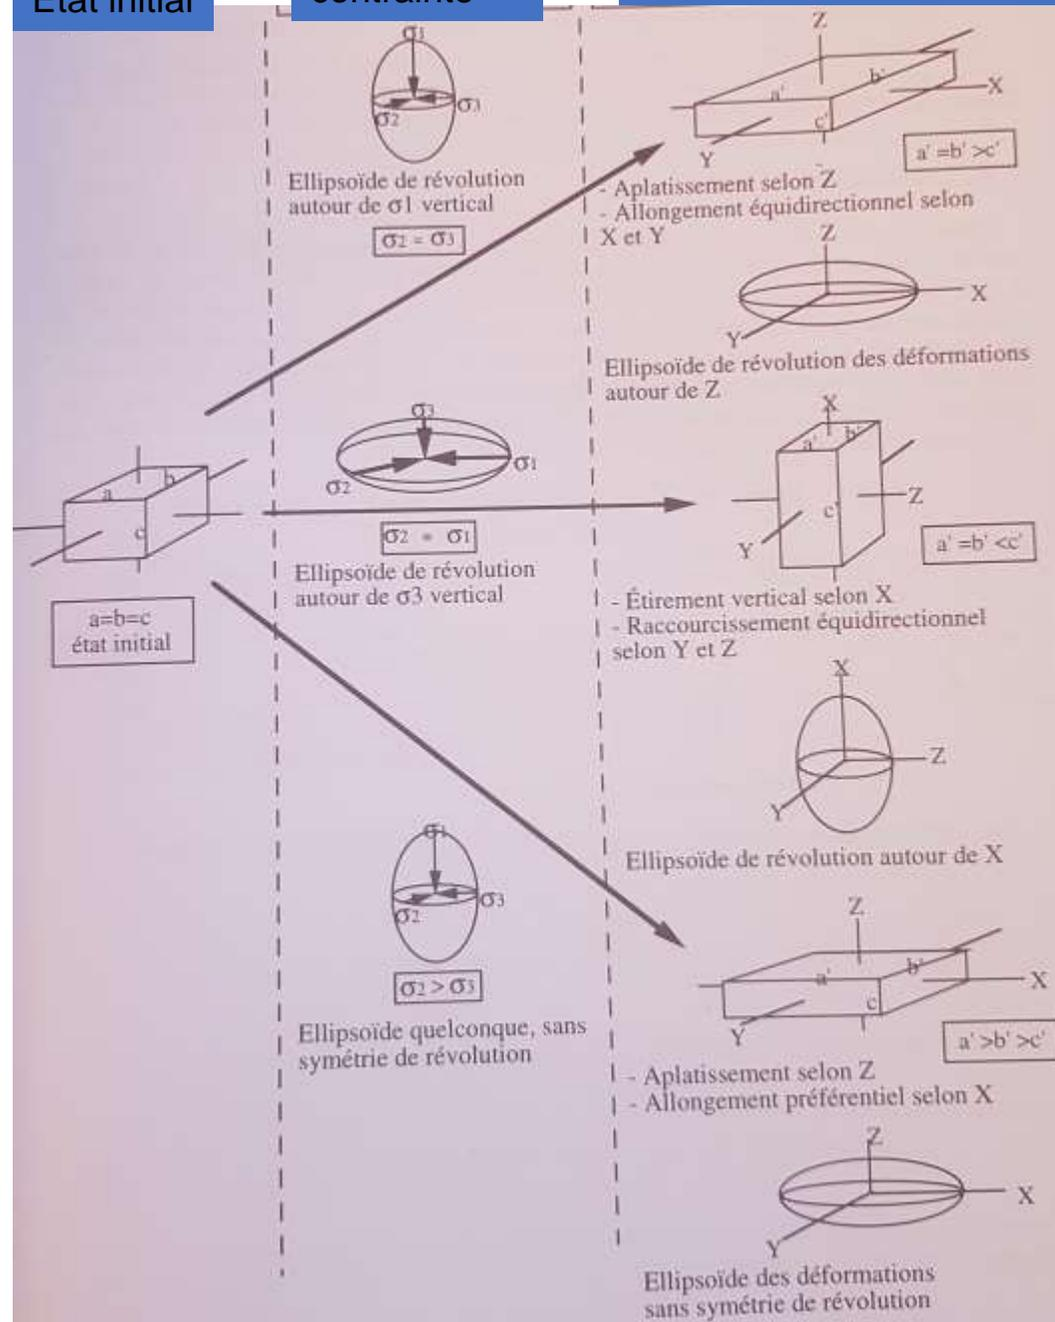 État initial
contrainte
σ1
σ2
σ3
Ellipsoïde de révolution
autour de σ1 vertical
σ2 = σ3
Z
a'
b'
c'
X
Y
a' =b' >c'
- Aplatissement selon Z
- Allongement équidirectionnel selon
X et Y
Z
X
Y
Ellipsoïde de révolution des déformations
autour de Z
a
b
c
a=b=c
état initial
σ3
σ1
σ2
σ2 = σ1
Ellipsoïde de révolution
autour de σ3 vertical
X
a'
b'
c'
Z
Y
a' =b' <c'
- Étirement vertical selon X
- Raccourcissement équidirectionnel
selon Y et Z
X
Z
Y
Ellipsoïde de révolution autour de X
σ1
σ2
σ3
σ2 > σ3
Ellipsoïde quelconque, sans
symétrie de révolution
Z
a'
b'
c
X
Y
a' >b' >c'
- Aplatissement selon Z
- Allongement préférentiel selon X
Z
X
Y
Ellipsoïde des déformations
sans symétrie de révolution